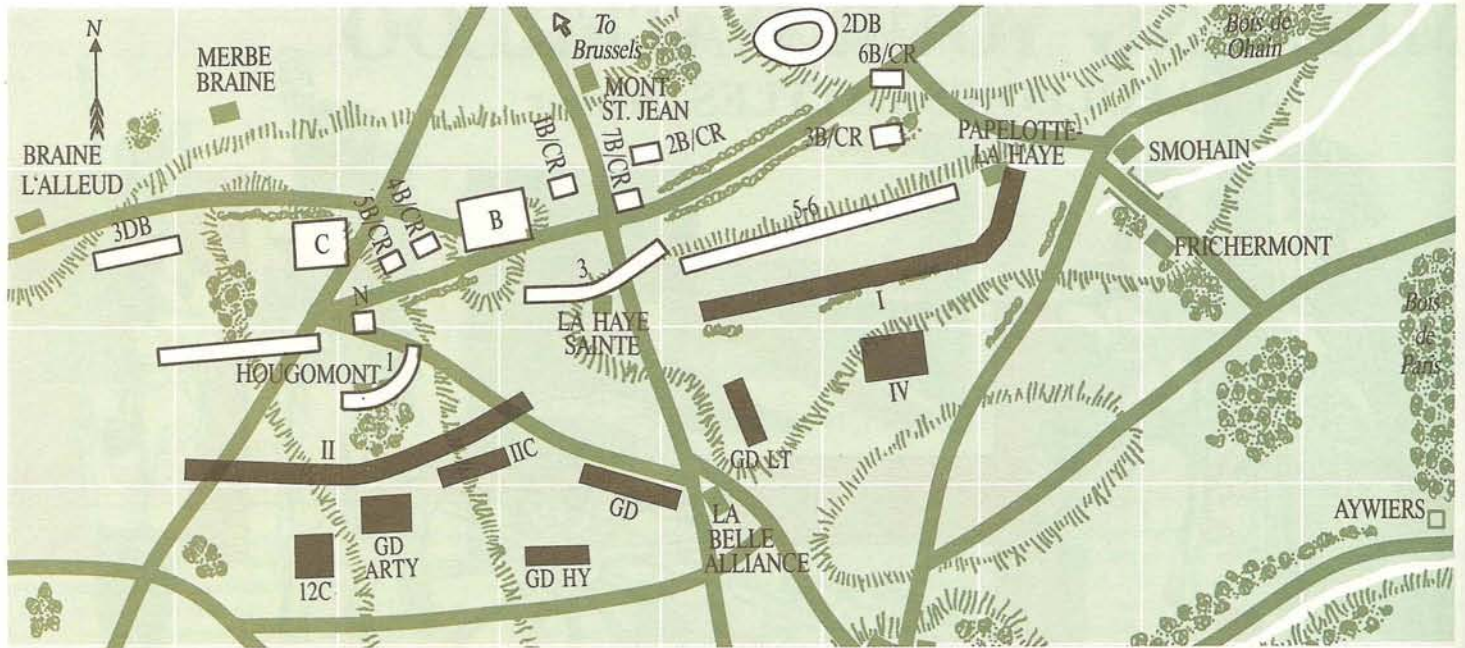 N
MERBE
BRAINE
BRAINE
L'ALLEUD
To
Brussels
MONT
ST. JEAN
2DB
6B/CR
Bois de
Ohain
1B/CR
7B/CR
2B/CR
3B/CR
PAPELOTTE-
LA HAYE
SMOHAIN
3DB
C
5B/CR
4B/CR
B
5-6
FRICHERMONT
N
3
I
LA HAYE
SAINTE
HOUGOMONT
1
IV
Bois
de
Paris
II
IIC
GD LT
GD
LA
BELLE
ALLIANCE
AYWIERS
12C
GD
ARTY
GD HY